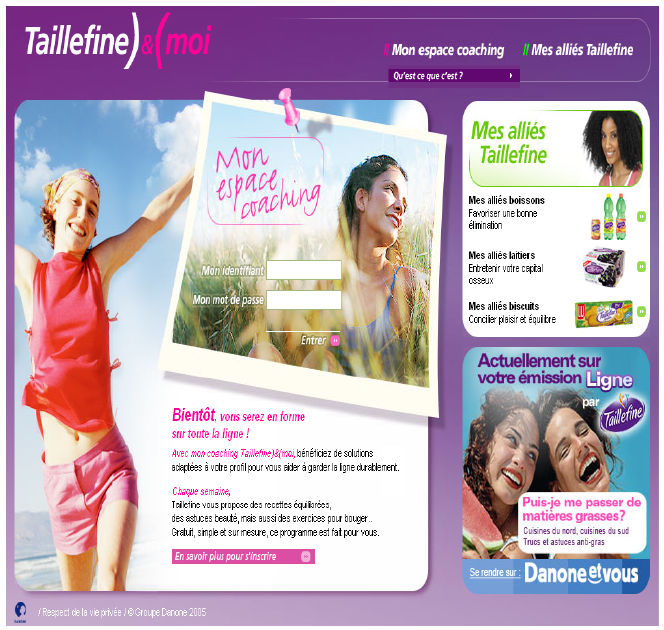 Taillefine)&(moi
// Mon espace coaching
// Mes alliés Taillefine
Qu'est ce que c'est ?
Mon
espace
coaching
Mon identifiant
Mon mot de passe
Entrer
Bientôt, vous serez en forme
sur toute la ligne !
Avec mon coaching Taillefine)&(moi, bénéficiez de solutions
adaptées à votre profil pour vous aider à garder la ligne durablement.
Chaque semaine,
Taillefine vous propose des recettes équilibrées,
des astuces beauté, mais aussi des exercices pour bouger...
Gratuit, simple et sur mesure, ce programme est fait pour vous.
En savoir plus pour s'inscrire
Mes alliés
Taillefine
Mes alliés boissons
Favoriser une bonne
élimination
Mes alliés laitiers
Entretenir votre capital
osseux
Mes alliés biscuits
Concilier plaisir et équilibre
LU
Actuellement sur
votre émission Ligne
par Taillefine
Puis-je me passer de
matières grasses?
Cuisines du nord, cuisines du sud
Trucs et astuces anti-gras
Se rendre sur : Danone et vous
/ Respect de la vie privée / © Groupe Danone 2005